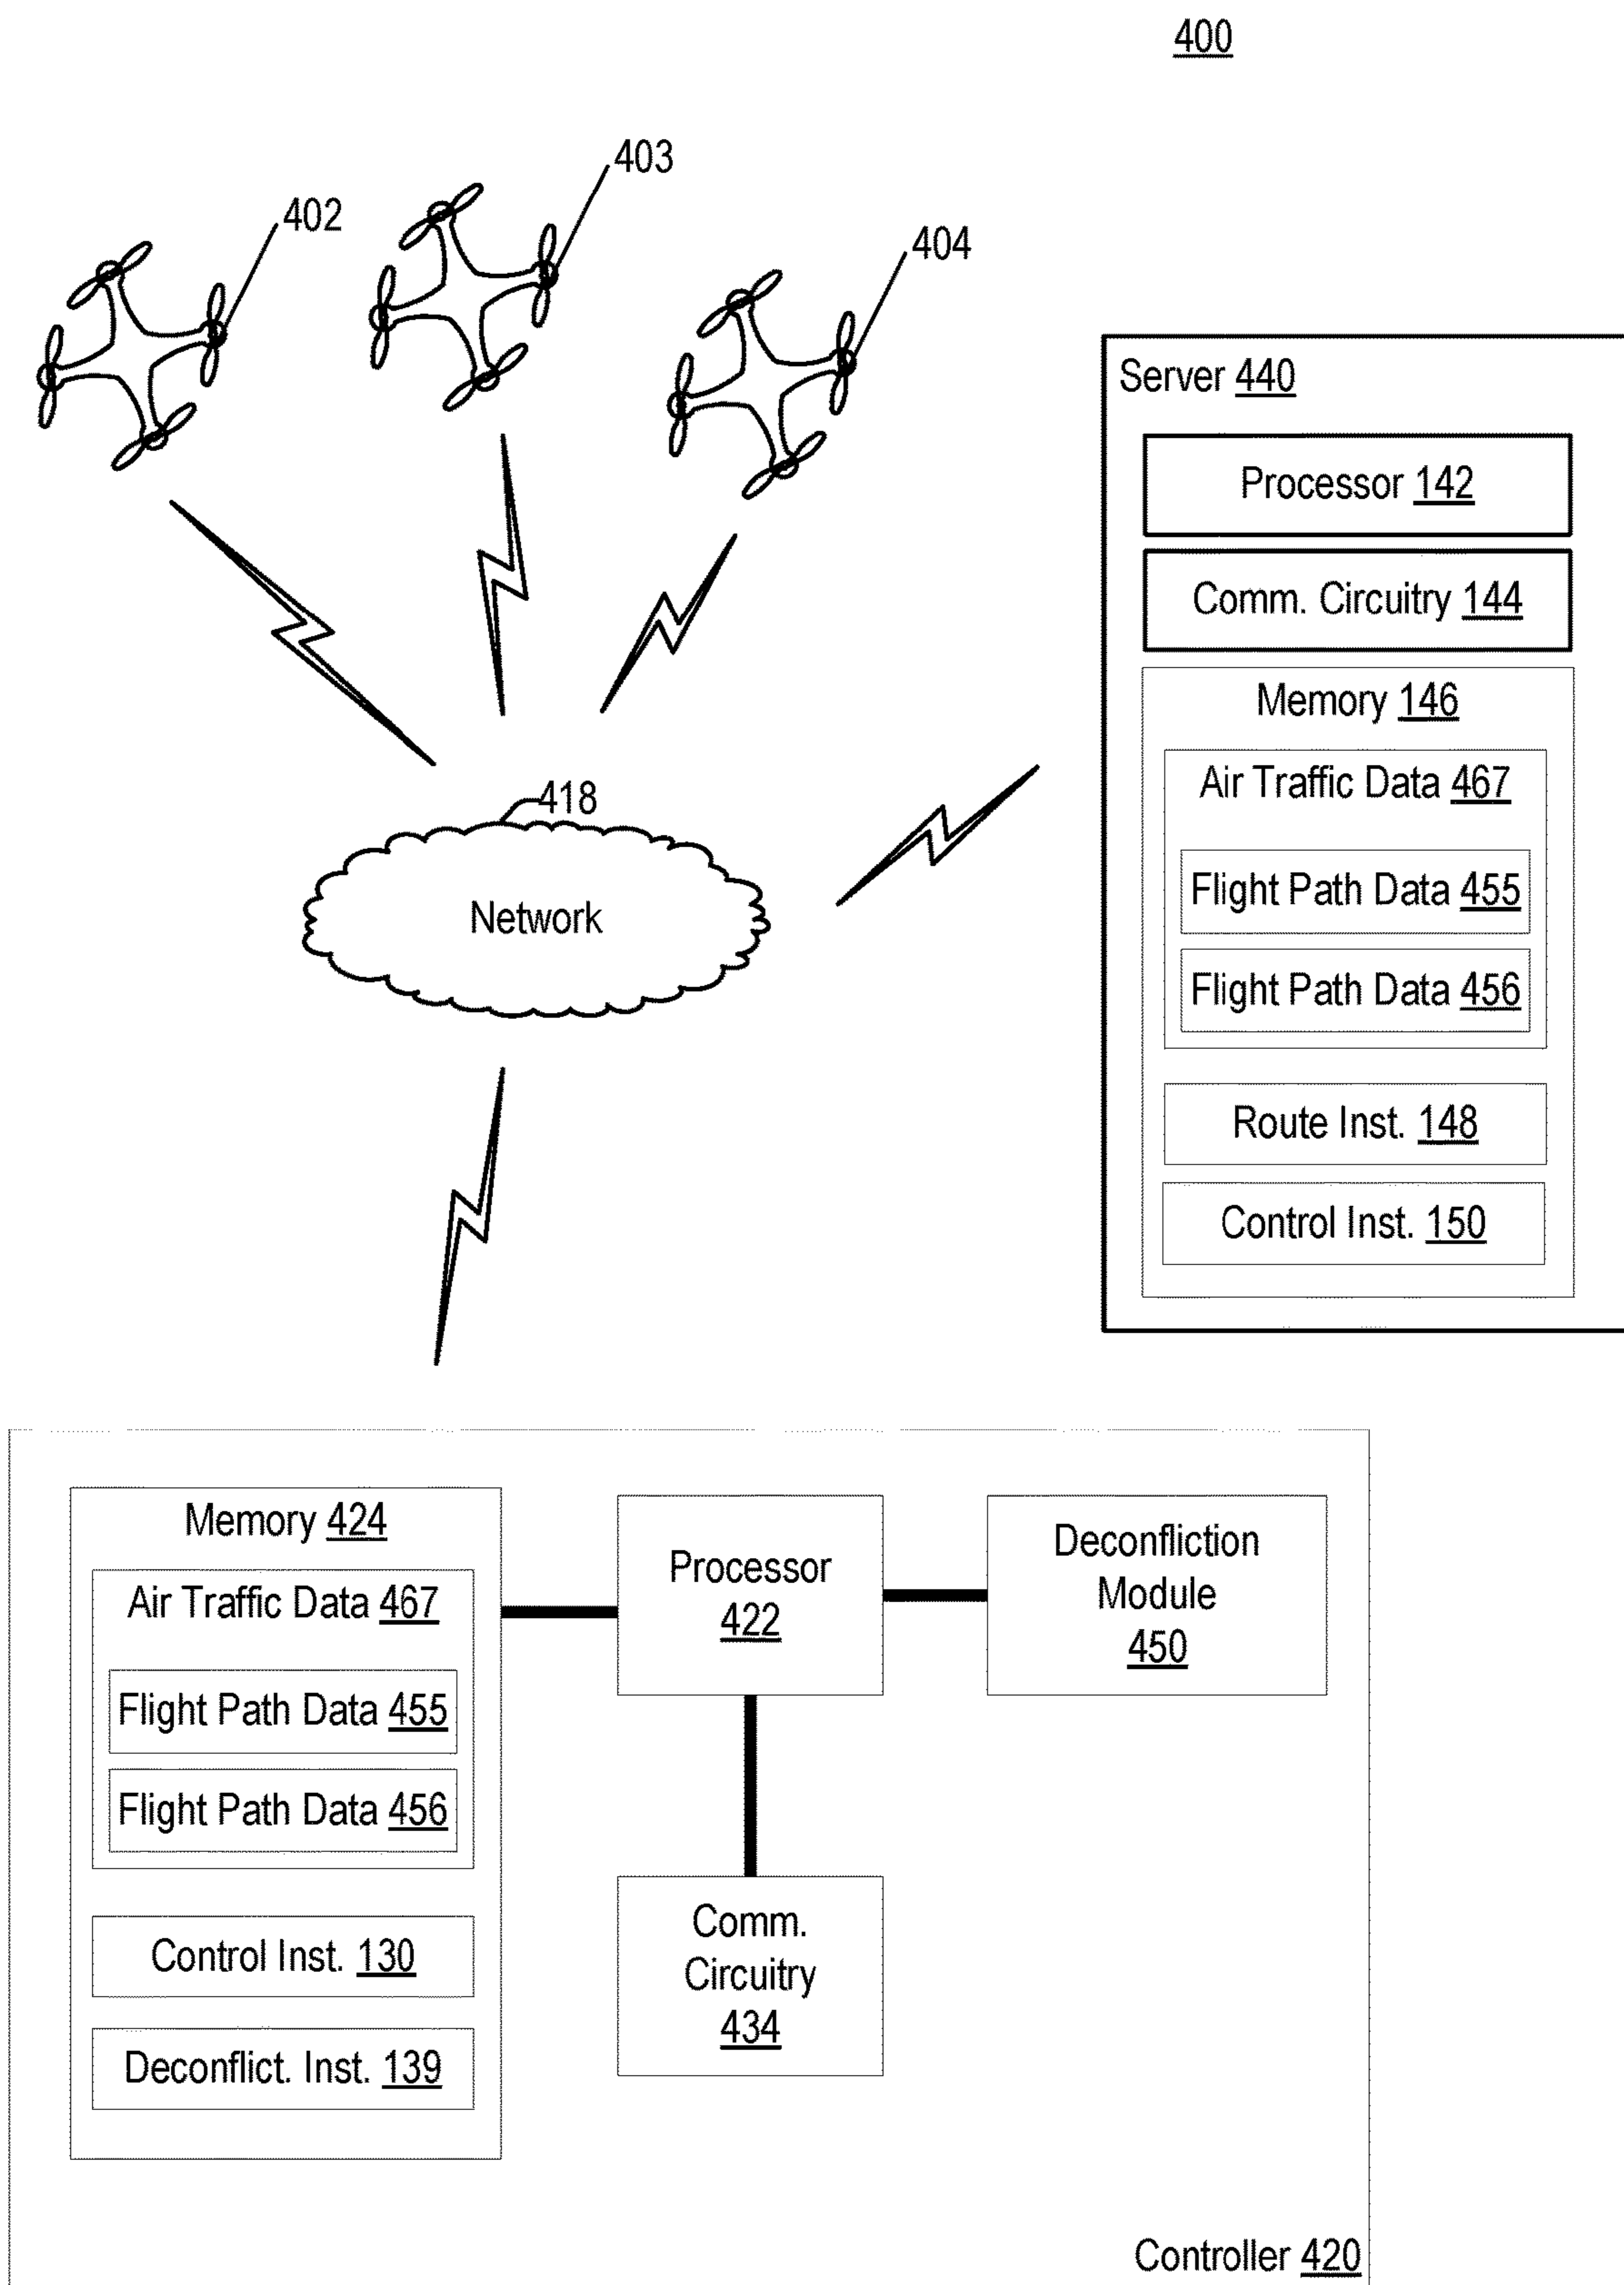 400
403
402
404
Server 440
Processor 142
Comm. Circuitry 144
Memory 146
Air Traffic Data 467
Flight Path Data 455
Flight Path Data 456
Route Inst. 148
Control Inst. 150
418
Network
Memory 424
Air Traffic Data 467
Flight Path Data 455
Flight Path Data 456
Control Inst. 130
Deconflict. Inst. 139
Processor
422
Deconfliction
Module
450
Comm.
Circuitry
434
Controller 420